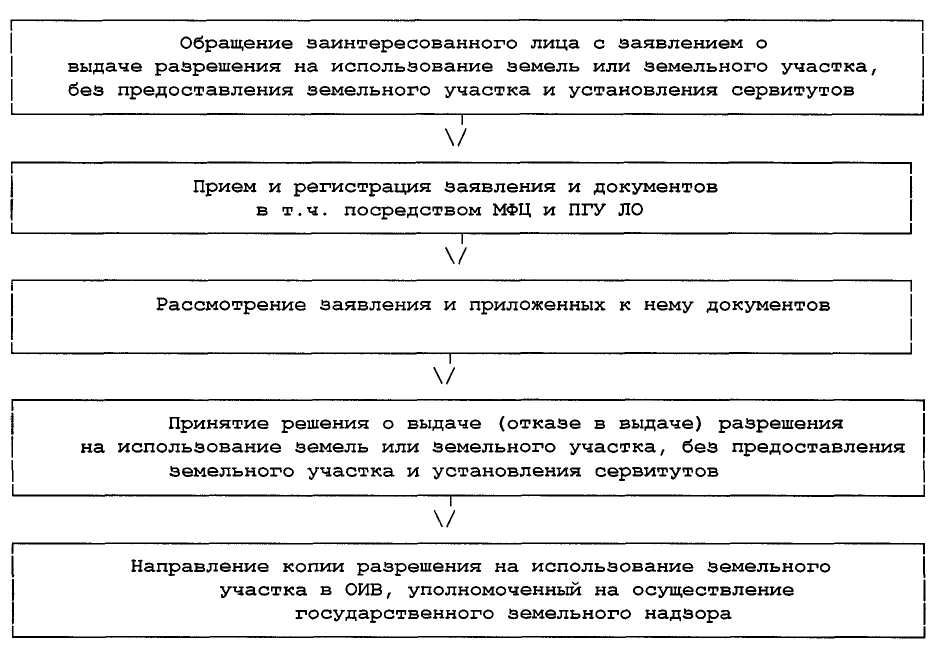 Обращение заинтересованного лица с заявлением о
выдаче разрешения на использование земель или земельного участка,
без предоставления земельного участка и установления сервитутов
\/
Прием и регистрация заявления и документов
в т.ч. посредством МФЦ и ПГУ ЛО
\/
Рассмотрение заявления и приложенных к нему документов
\/
Принятие решения о выдаче (отказе в выдаче) разрешения
на использование земель или земельного участка, без предоставления
земельного участка и установления сервитутов
\/
Направление копии разрешения на использование земельного
участка в ОИВ, уполномоченный на осуществление
государственного земельного надзора